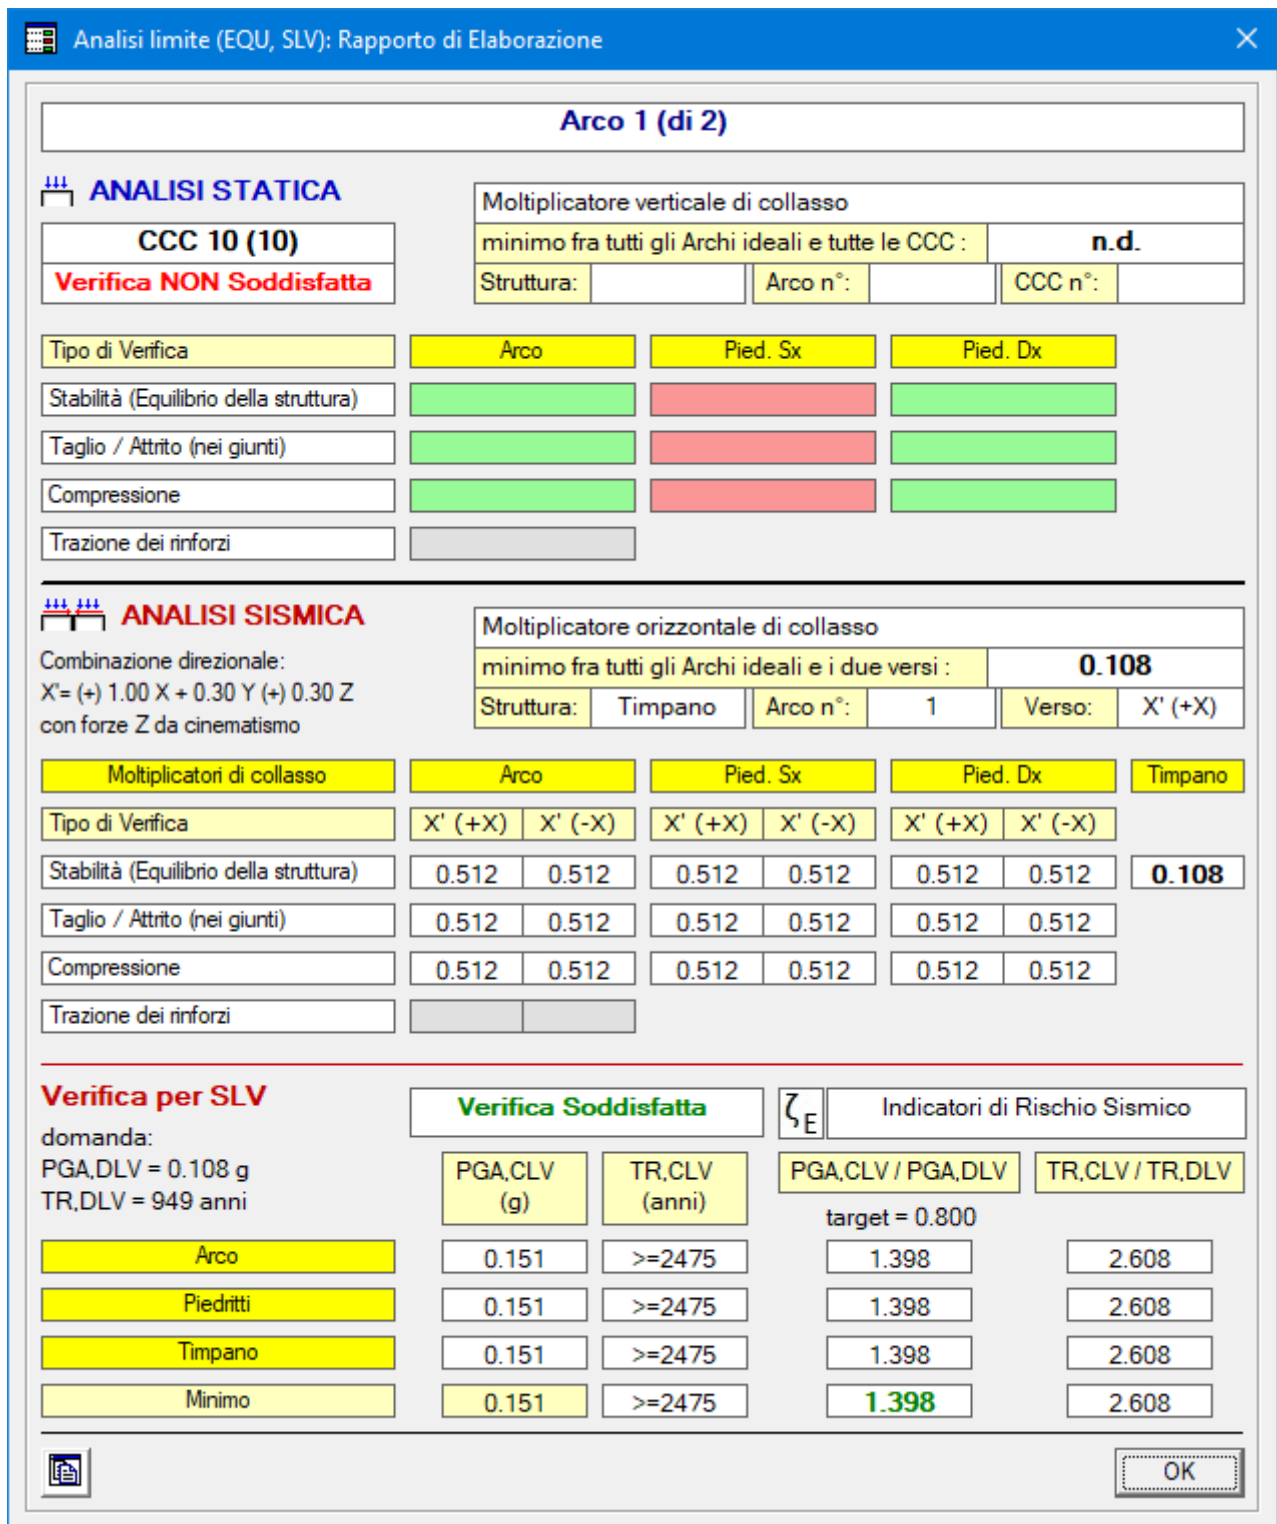 Analisi limite (EQU, SLV): Rapporto di Elaborazione
Arco 1 (di 2)
ANALISI STATICA
CCC 10 (10)
Verifica NON Soddisfatta
Moltiplicatore verticale di collasso
minimo fra tutti gli Archi ideali e tutte le CCC : n.d.
Struttura: Arco n°: CCC n°:
Tipo di Verifica Arco Pied. Sx Pied. Dx
Stabilità (Equilibrio della struttura)
Taglio / Attrito (nei giunti)
Compressione
Trazione dei rinforzi
ANALISI SISMICA
Combinazione direzionale:
X'= (+) 1.00 X + 0.30 Y (+) 0.30 Z
con forze Z da cinematismo
Moltiplicatore orizzontale di collasso
minimo fra tutti gli Archi ideali e i due versi : 0.108
Struttura: Timpano Arco n°: 1 Verso: X' (+X)
Moltiplicatori di collasso Arco Pied. Sx Pied. Dx Timpano
Tipo di Verifica X' (+X) X' (-X) X' (+X) X' (-X) X' (+X) X' (-X)
Stabilità (Equilibrio della struttura) 0.512 0.512 0.512 0.512 0.512 0.512 0.108
Taglio / Attrito (nei giunti) 0.512 0.512 0.512 0.512 0.512 0.512
Compressione 0.512 0.512 0.512 0.512 0.512 0.512
Trazione dei rinforzi
Verifica per SLV
domanda:
PGA,DLV = 0.108 g
TR,DLV = 949 anni
Verifica Soddisfatta ζE Indicatori di Rischio Sismico
PGA,CLV (g) TR,CLV (anni) PGA,CLV / PGA,DLV TR,CLV / TR,DLV
target = 0.800
Arco 0.151 >=2475 1.398 2.608
Piedritti 0.151 >=2475 1.398 2.608
Timpano 0.151 >=2475 1.398 2.608
Minimo 0.151 >=2475 1.398 2.608
OK